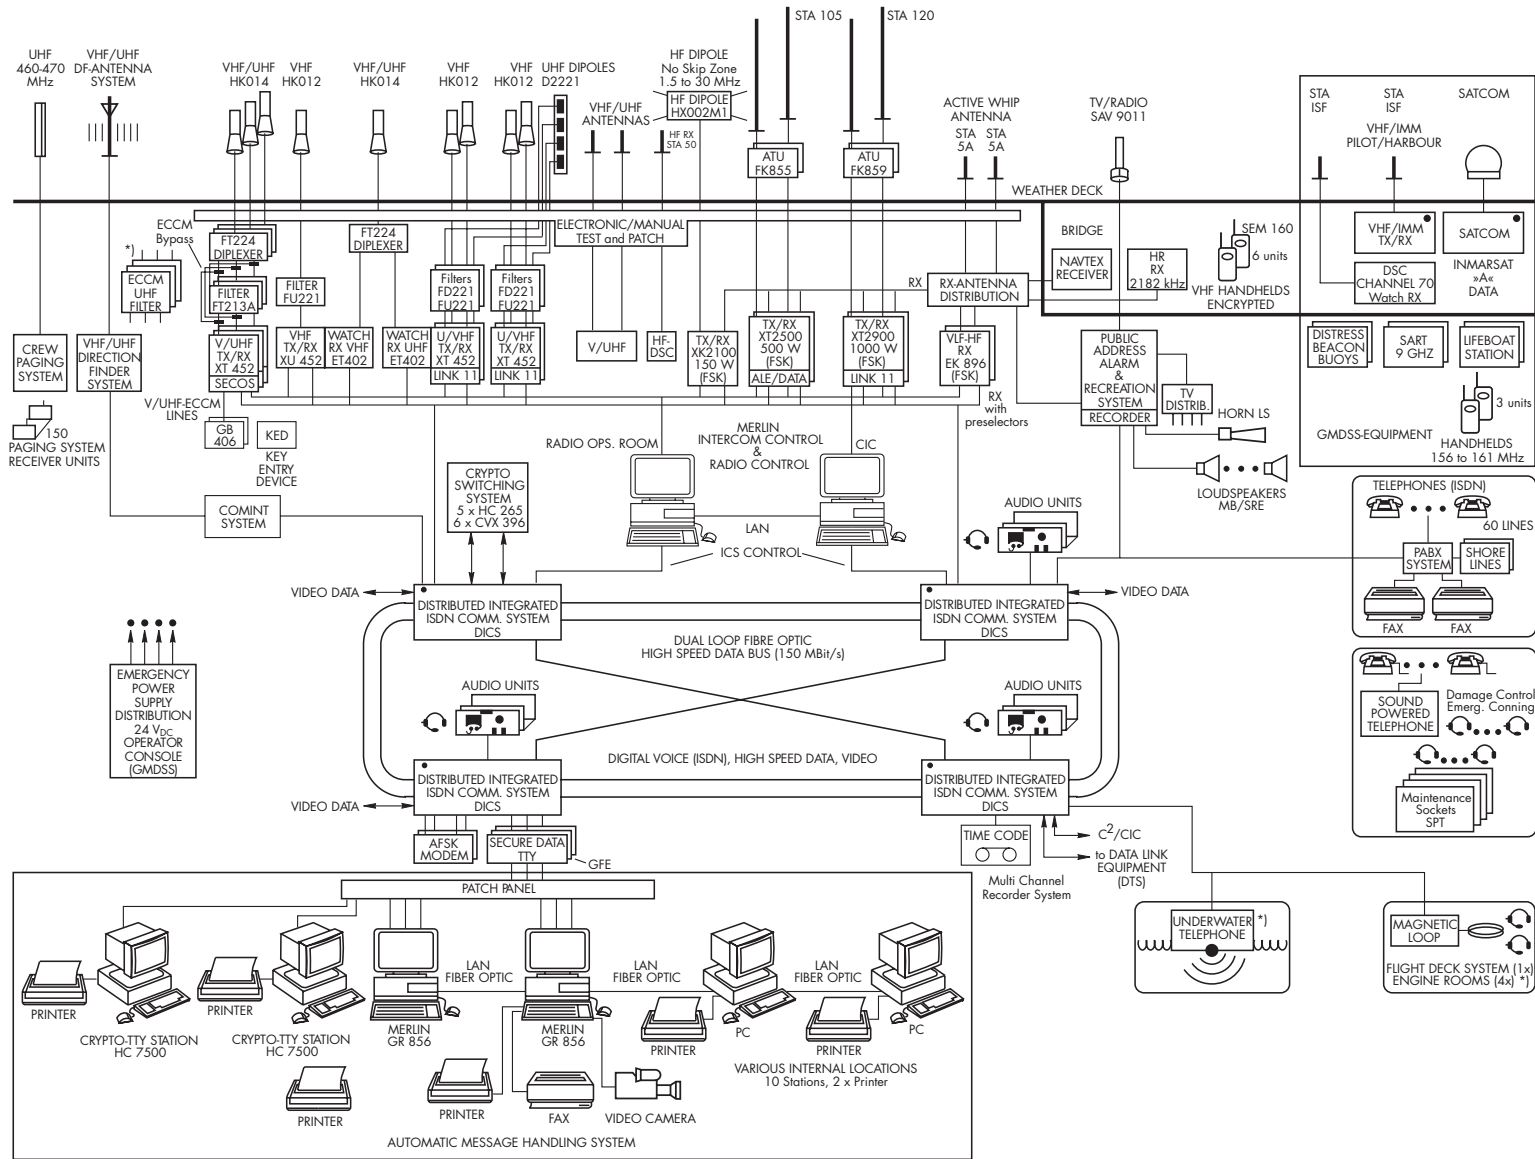 STA 105
STA 120
UHF
460-470
MHz
VHF/UHF
DF-ANTENNA
SYSTEM
VHF/UHF
HK014
VHF
HK012
VHF/UHF
HK014
VHF
HK012
VHF
HK012
UHF DIPOLES
D2221
VHF/UHF
ANTENNAS
HF DIPOLE
No Skip Zone
1.5 to 30 MHz
HF DIPOLE
HX002M1
HF RX
STA 50
ATU
FK855
ATU
FK859
ACTIVE WHIP
ANTENNA
STA
5A
STA
5A
TV/RADIO
SAV 9011
STA
ISF
STA
ISF
SATCOM
VHF/IMM
PILOT/HARBOUR
WEATHER DECK
ECCM
Bypass
*)
ECCM
UHF
FILTER
FT224
DIPLEXER
FILTER
FT213A
FILTER
FU221
FT224
DIPLEXER
Filters
FD221
FU221
Filters
FD221
FU221
ELECTRONIC/MANUAL
TEST and PATCH
RX
RX-ANTENNA
DISTRIBUTION
BRIDGE
NAVTEX
RECEIVER
HR
RX
2182 kHz
SEM 160
6 units
VHF HANDHELDS
ENCRYPTED
VHF/IMM
TX/RX
SATCOM
DSC
CHANNEL 70
Watch RX
INMARSAT
»A«
DATA
CREW
PAGING
SYSTEM
VHF/UHF
DIRECTION
FINDER
SYSTEM
V/UHF
TX/RX
XT 452
SECOS
VHF
TX/RX
XU 452
WATCH
RX VHF
ET402
WATCH
RX UHF
ET402
U/VHF
TX/RX
XT 452
LINK 11
U/VHF
TX/RX
XT 452
LINK 11
V/UHF
HF-
DSC
TX/RX
XK2100
150 W
(FSK)
TX/RX
XT2500
500 W
(FSK)
ALE/DATA
TX/RX
XT2900
1000 W
(FSK)
LINK 11
VLF-HF
RX
EK 896
(FSK)
RX
with
preselectors
PUBLIC
ADDRESS
ALARM
&
RECREATION
SYSTEM
RECORDER
TV
DISTRIB.
HORN LS
LOUDSPEAKERS
MB/SRE
DISTRESS
BEACON
BUOYS
SART
9 GHZ
LIFEBOAT
STATION
3 units
GMDSS-EQUIPMENT
HANDHELDS
156 to 161 MHz
150
PAGING SYSTEM
RECEIVER UNITS
V/UHF-ECCM
LINES
GB
406
KED
KEY
ENTRY
DEVICE
COMINT
SYSTEM
CRYPTO
SWITCHING
SYSTEM
5 x HC 265
6 x CVX 396
RADIO OPS. ROOM
MERLIN
INTERCOM CONTROL
&
RADIO CONTROL
CIC
LAN
ICS CONTROL
AUDIO UNITS
TELEPHONES (ISDN)
60 LINES
PABX
SYSTEM
SHORE
LINES
FAX
FAX
VIDEO DATA
DISTRIBUTED INTEGRATED
ISDN COMM. SYSTEM
DICS
DISTRIBUTED INTEGRATED
ISDN COMM. SYSTEM
DICS
VIDEO DATA
DUAL LOOP FIBRE OPTIC
HIGH SPEED DATA BUS (150 MBit/s)
EMERGENCY
POWER
SUPPLY
DISTRIBUTION
24 VDC
OPERATOR
CONSOLE
(GMDSS)
AUDIO UNITS
AUDIO UNITS
SOUND
POWERED
TELEPHONE
Damage Control
Emerg. Conning
Maintenance
Sockets
SPT
DIGITAL VOICE (ISDN), HIGH SPEED DATA, VIDEO
VIDEO DATA
DISTRIBUTED INTEGRATED
ISDN COMM. SYSTEM
DICS
DISTRIBUTED INTEGRATED
ISDN COMM. SYSTEM
DICS
AFSK
MODEM
SECURE DATA
TTY
GFE
TIME CODE
Multi Channel
Recorder System
C2/CIC
to DATA LINK
EQUIPMENT
(DTS)
UNDERWATER
TELEPHONE
*)
MAGNETIC
LOOP
FLIGHT DECK SYSTEM (1x)
ENGINE ROOMS (4x) *)
PATCH PANEL
PRINTER
CRYPTO-TTY STATION
HC 7500
PRINTER
CRYPTO-TTY STATION
HC 7500
PRINTER
MERLIN
GR 856
LAN
FIBER OPTIC
MERLIN
GR 856
LAN
FIBER OPTIC
PRINTER
PC
LAN
FIBER OPTIC
PRINTER
PC
VARIOUS INTERNAL LOCATIONS
10 Stations, 2 x Printer
PRINTER
FAX
VIDEO CAMERA
AUTOMATIC MESSAGE HANDLING SYSTEM